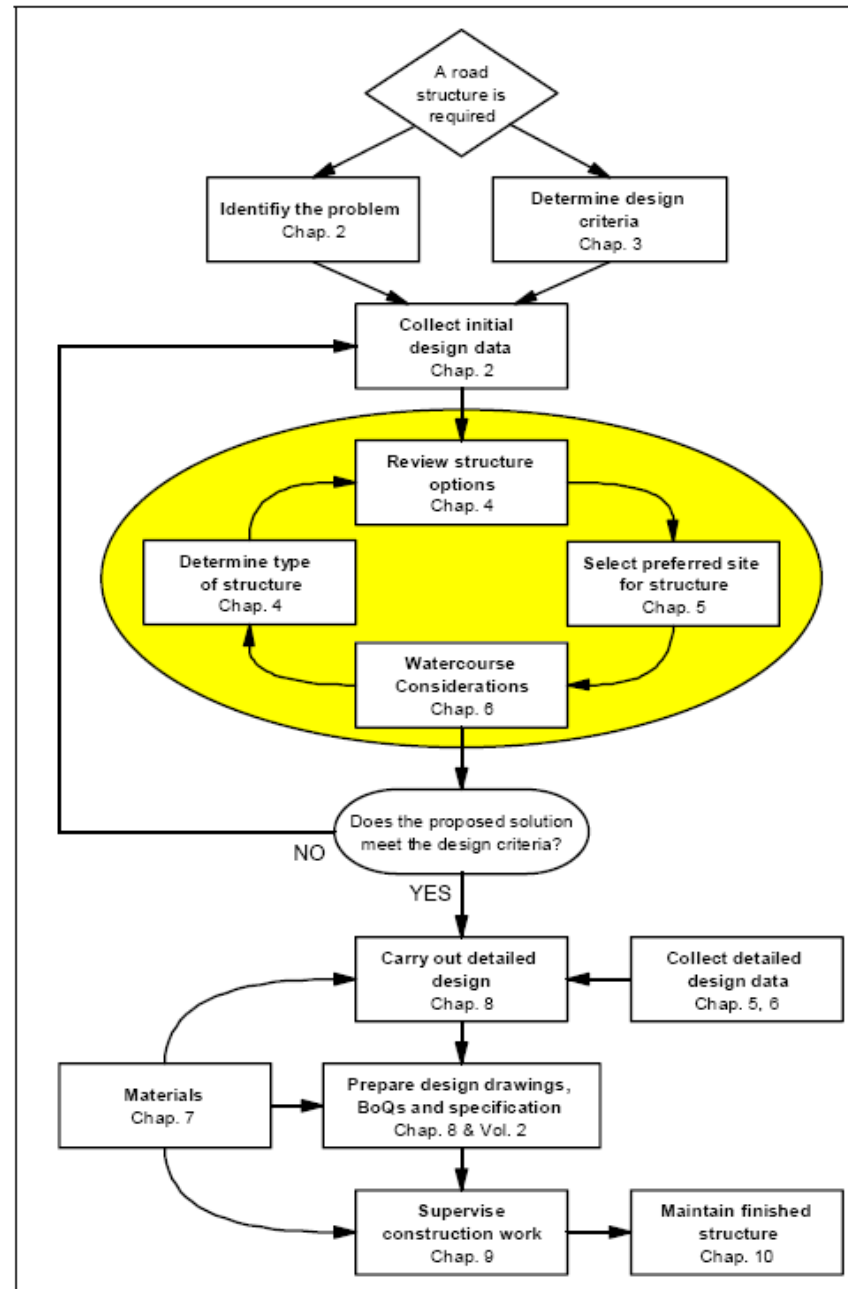 A road
structure is
required
Identifiy the problem
Chap. 2
Determine design
criteria
Chap. 3
Collect initial
design data
Chap. 2
Review structure
options
Chap. 4
Determine type
of structure
Chap. 4
Select preferred site
for structure
Chap. 5
Watercourse
Considerations
Chap. 6
Does the proposed solution
meet the design criteria?
NO
YES
Carry out detailed
design
Chap. 8
Collect detailed
design data
Chap. 5, 6
Materials
Chap. 7
Prepare design drawings,
BoQs and specification
Chap. 8 & Vol. 2
Supervise
construction work
Chap. 9
Maintain finished
structure
Chap. 10